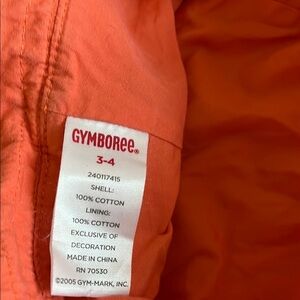 GYMBOREE®
3-4
240117415
SHELL:
100% COTTON
LINING:
100% COTTON
EXCLUSIVE OF
DECORATION
MADE IN CHINA
RN 70530
©2005 GYM-MARK, INC.